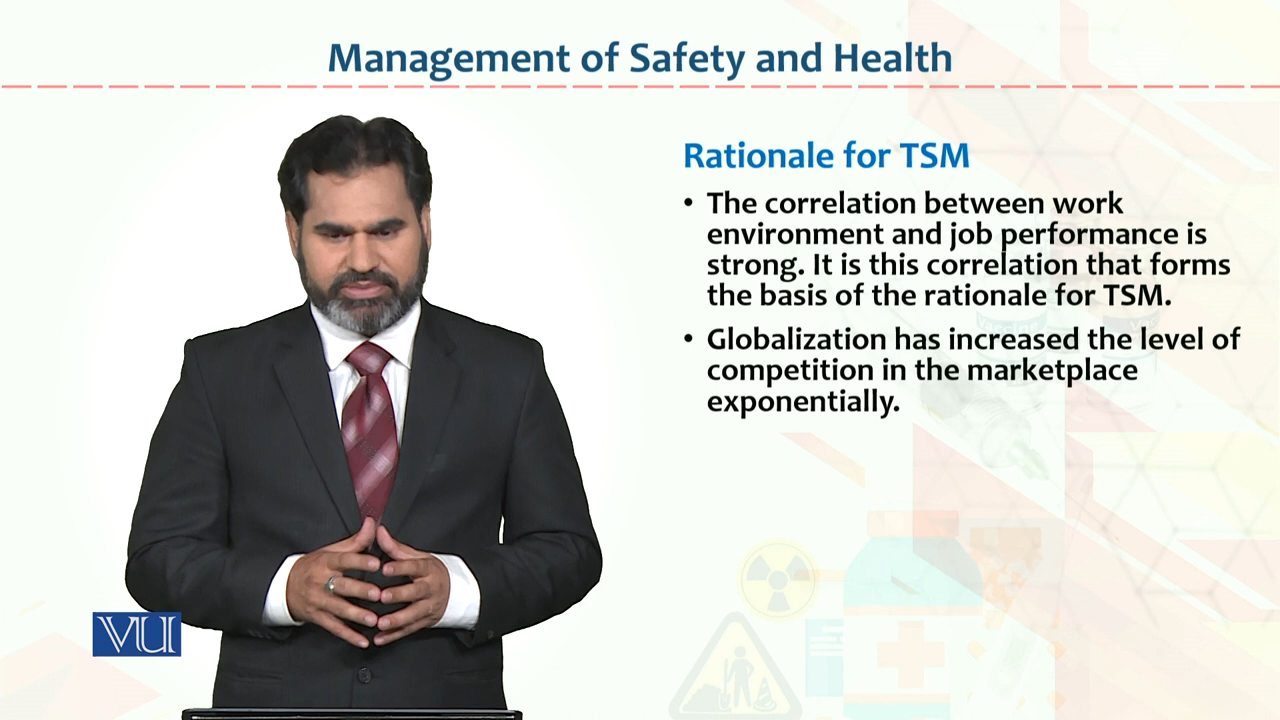 Management of Safety and Health
Rationale for TSM
• The correlation between work
environment and job performance is
strong. It is this correlation that forms
the basis of the rationale for TSM.
• Globalization has increased the level of
competition in the marketplace
exponentially.
VU